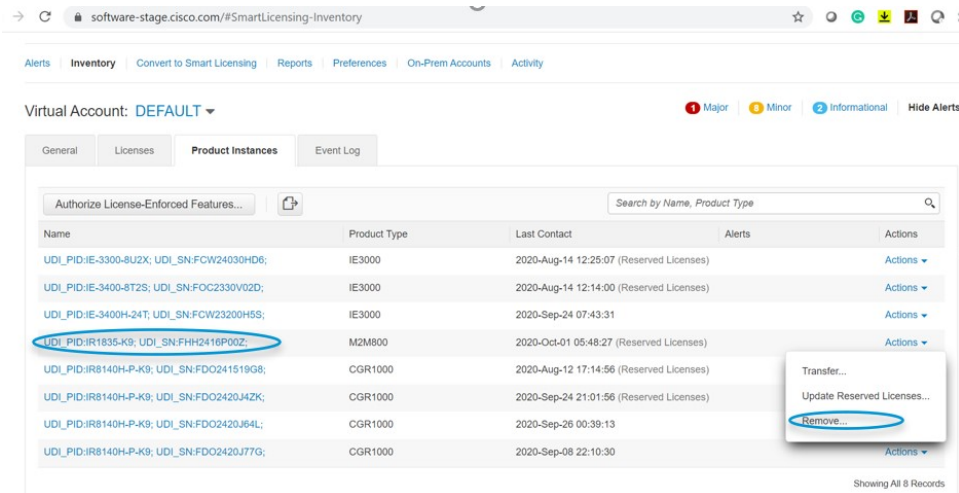 software-stage.cisco.com/#SmartLicensing-Inventory
Alerts Inventory Convert to Smart Licensing Reports Preferences On-Prem Accounts Activity
Virtual Account: DEFAULT 1 Major 8 Minor 2 Informational Hide Alerts
General Licenses Product Instances Event Log
Authorize License-Enforced Features... Search by Name, Product Type
Name Product Type Last Contact Alerts Actions
UDI_PID:IE-3300-8U2X; UDI_SN:FCW24030HD6; IE3000 2020-Aug-14 12:25:07 (Reserved Licenses) Actions
UDI_PID:IE-3400-8T2S; UDI_SN:FOC2330V02D; IE3000 2020-Aug-14 12:14:00 (Reserved Licenses) Actions
UDI_PID:IE-3400H-24T; UDI_SN:FCW23200H5S; IE3000 2020-Sep-24 07:43:31 Actions
UDI_PID:IR1835-K9; UDI_SN:FHH2416P00Z; M2M800 2020-Oct-01 05:48:27 (Reserved Licenses) Actions
UDI_PID:IR8140H-P-K9; UDI_SN:FDO241519G8; CGR1000 2020-Aug-12 17:14:56 (Reserved Licenses)
Transfer...
UDI_PID:IR8140H-P-K9; UDI_SN:FDO2420J4ZK; CGR1000 2020-Sep-24 21:01:56 (Reserved Licenses)
Update Reserved Licenses...
UDI_PID:IR8140H-P-K9; UDI_SN:FDO2420J64L; CGR1000 2020-Sep-26 00:39:13
Remove...
UDI_PID:IR8140H-P-K9; UDI_SN:FDO2420J77G; CGR1000 2020-Sep-08 22:10:30 Actions
Showing All 8 Records